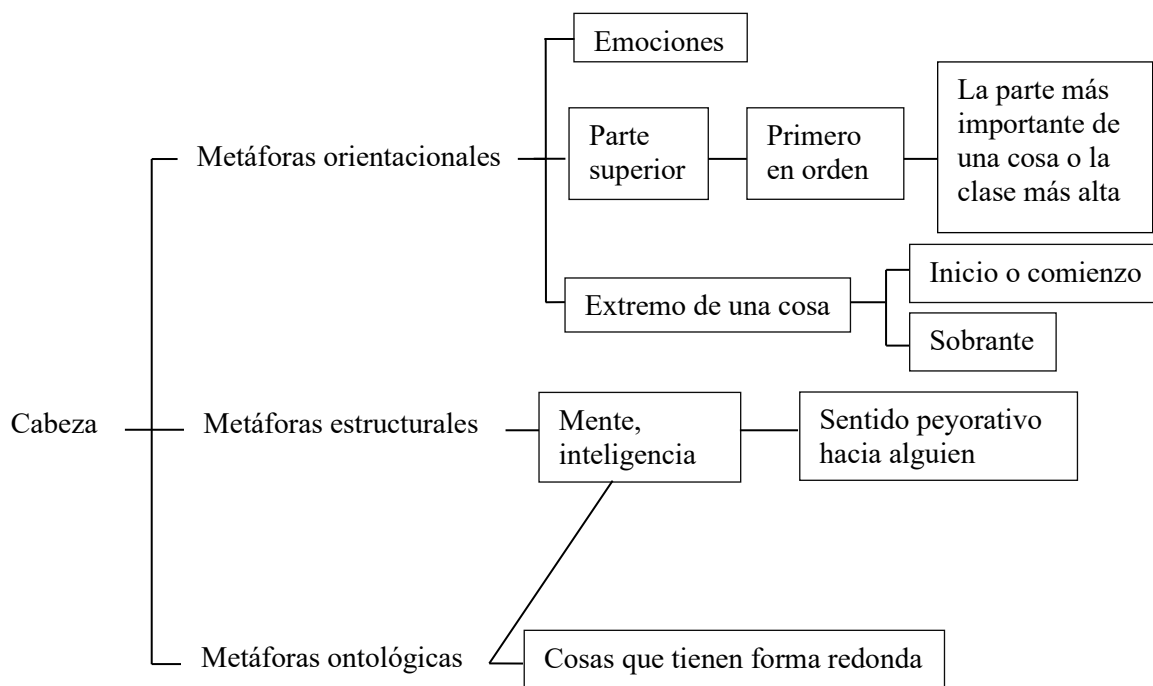 Emociones
Metáforas orientacionales
Parte
superior
Primero
en orden
La parte más
importante de
una cosa o la
clase más alta
Extremo de una cosa
Inicio o comienzo
Sobrante
Cabeza
Metáforas estructurales
Mente,
inteligencia
Sentido peyorativo
hacia alguien
Metáforas ontológicas
Cosas que tienen forma redonda